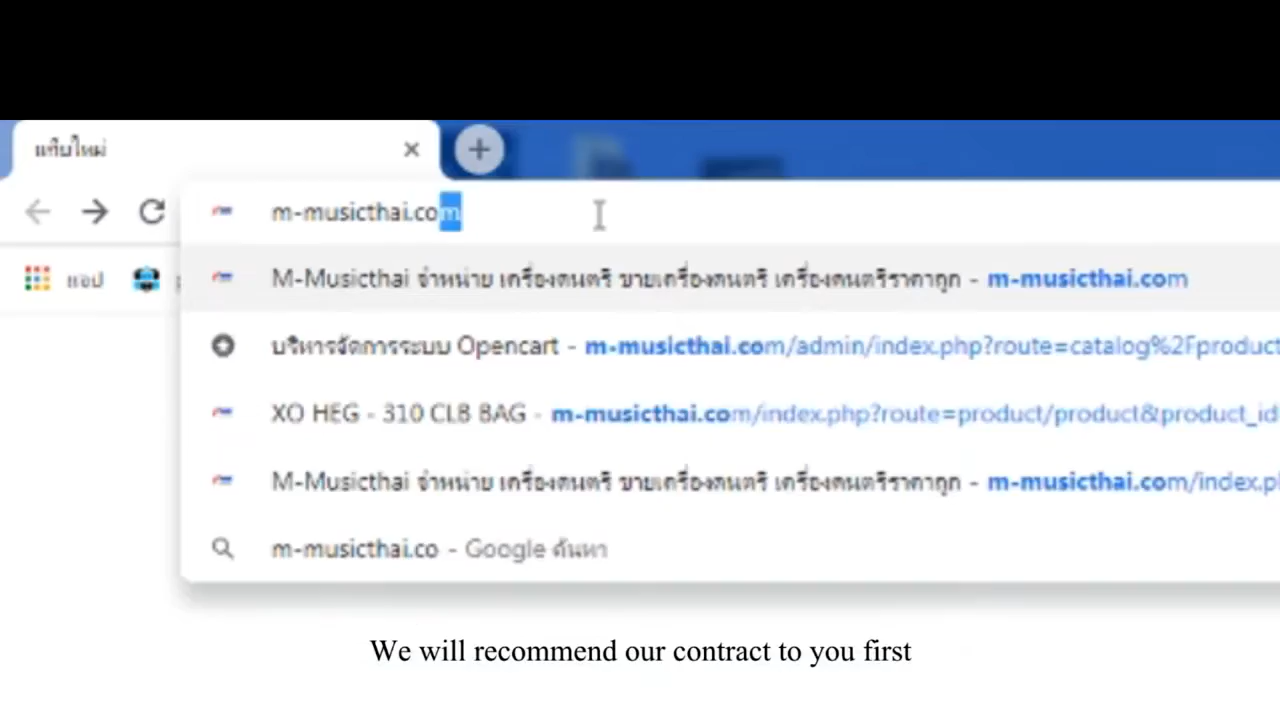 แท็บใหม่
m-musicthai.com
แอป
M-Musicthai จำหน่าย เครื่องดนตรี ขายเครื่องดนตรี เครื่องดนตรีราคาถูก - m-musicthai.com
บริหารจัดการระบบ Opencart - m-musicthai.com/admin/index.php?route=catalog%2Fproduct
XO HEG - 310 CLB BAG - m-musicthai.com/index.php?route=product/product&product_id
M-Musicthai จำหน่าย เครื่องดนตรี ขายเครื่องดนตรี เครื่องดนตรีราคาถูก - m-musicthai.com/index.ph
m-musicthai.co - Google ค้นหา
We will recommend our contract to you first